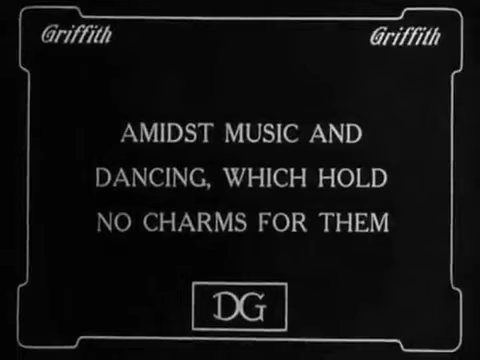 Griffith Griffith
AMIDST MUSIC AND
DANCING, WHICH HOLD
NO CHARMS FOR THEM
DG